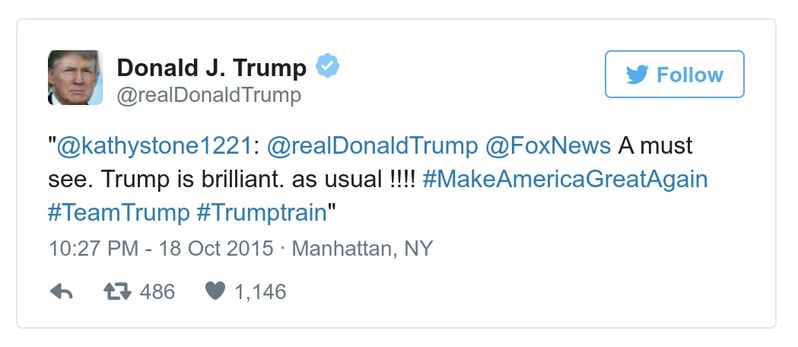 Donald J. Trump
@realDonaldTrump
Follow
"@kathystone1221: @realDonaldTrump @FoxNews A must
see. Trump is brilliant. as usual !!!! #MakeAmericaGreatAgain
#TeamTrump #Trumptrain"
10:27 PM - 18 Oct 2015 · Manhattan, NY
486 1,146